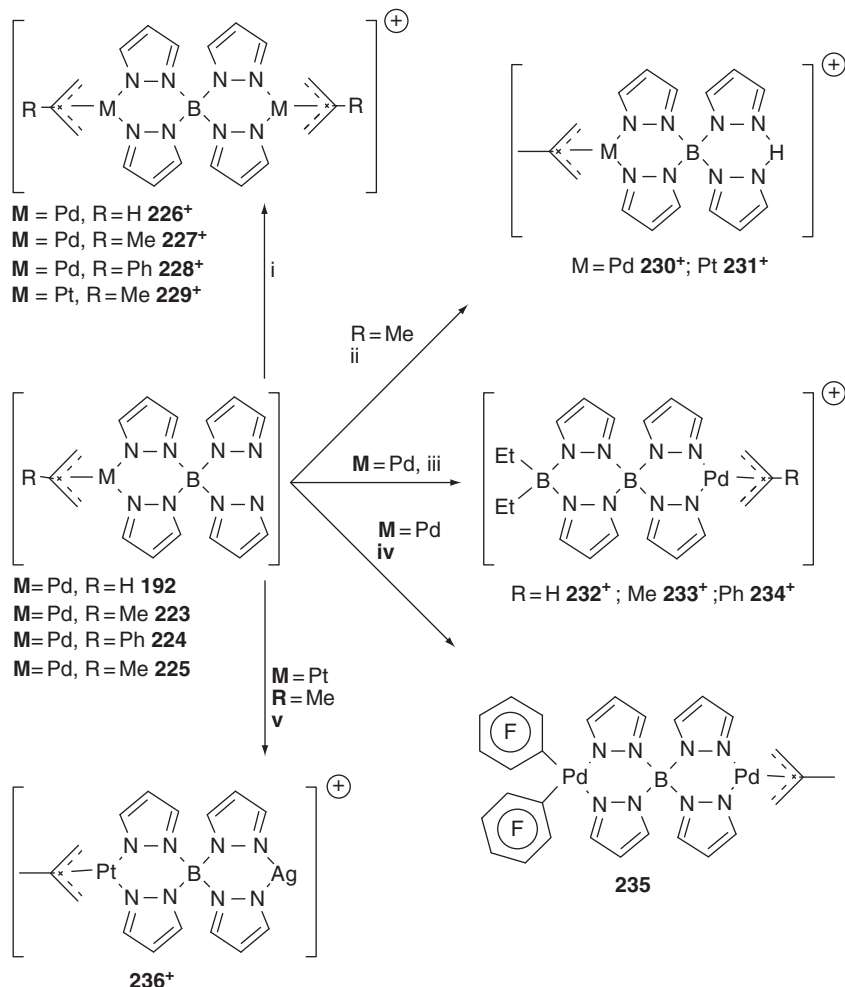 ⊕
N N N N
R M B M R
N N N N
M = Pd, R = H 226⁺
M = Pd, R = Me 227⁺
M = Pd, R = Ph 228⁺
M = Pt, R = Me 229⁺
i
⊕
N N N N
M B H
N N N N
M = Pd 230⁺; Pt 231⁺
R = Me
ii
N N N N
R M B
N N N N
M = Pd, R = H 192
M = Pd, R = Me 223
M = Pd, R = Ph 224
M = Pd, R = Me 225
M = Pd, iii
M = Pd
iv
⊕
Et N N N N
B B Pd R
Et N N N N
R = H 232⁺ ; Me 233⁺ ;Ph 234⁺
M = Pt
R = Me
v
⊕
N N N N
Pt B Ag
N N N N
236⁺
F N N N N
Pd B Pd
F N N N N
235